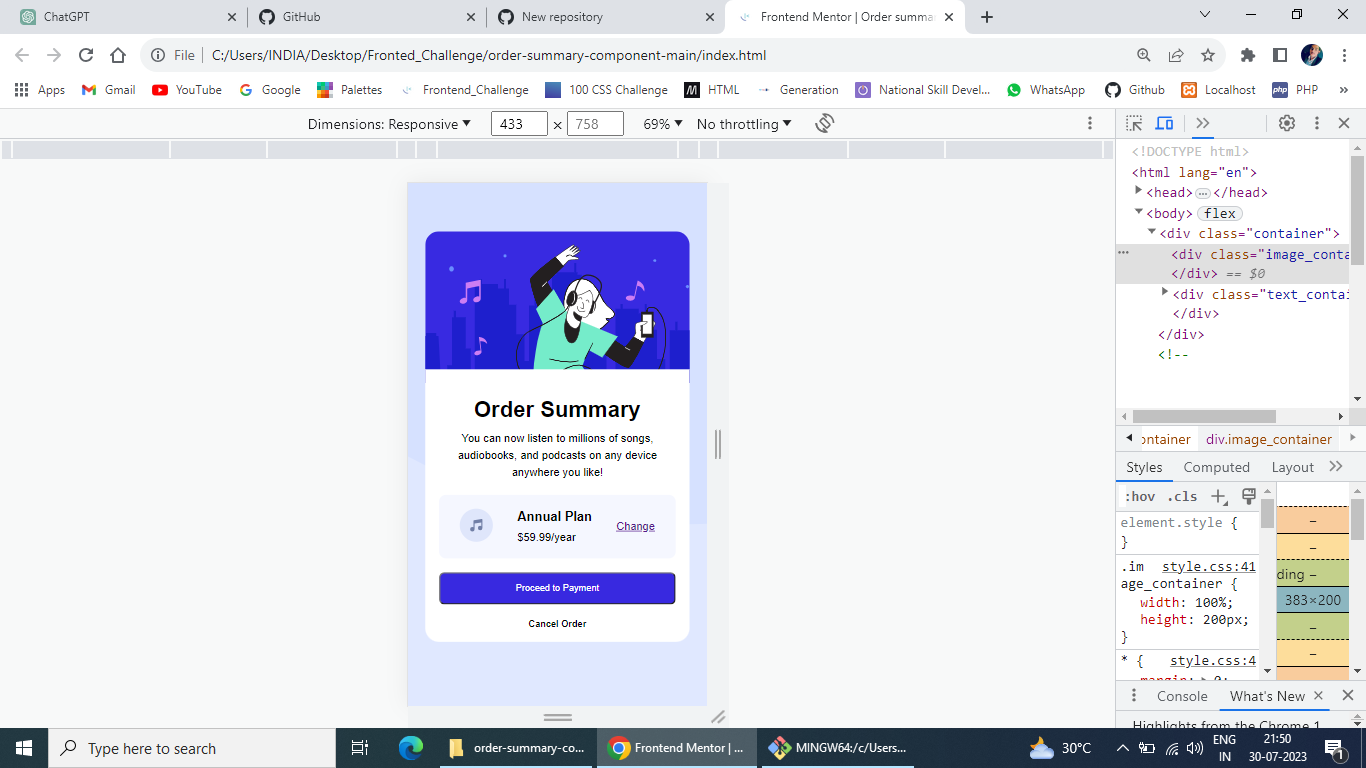 ChatGPT
GitHub
New repository
Frontend Mentor | Order summa
File
C:/Users/INDIA/Desktop/Fronted_Challenge/order-summary-component-main/index.html
Apps
Gmail
YouTube
Google
Palettes
Frontend_Challenge
100 CSS Challenge
HTML
Generation
National Skill Devel...
WhatsApp
Github
Localhost
PHP
Dimensions: Responsive
433 × 758
69%
No throttling
<!DOCTYPE html>
<html lang="en">
<head>…</head>
<body> flex
<div class="container">
<div class="image_conta
</div> == $0
<div class="text_contai
</div>
</div>
<!--
ontainer
div.image_container
Styles
Computed
Layout
:hov .cls
element.style {
}
.im style.css:41
age_container {
width: 100%;
height: 200px;
}
* { style.css:4
margin: 0;
ding –
383×200
Console
What's New
Highlights from the Chrome 1
Order Summary
You can now listen to millions of songs,
audiobooks, and podcasts on any device
anywhere you like!
Annual Plan
$59.99/year
Change
Proceed to Payment
Cancel Order
Type here to search
order-summary-co...
Frontend Mentor | ...
MINGW64:/c/Users...
30°C
ENG
IN
21:50
30-07-2023
1